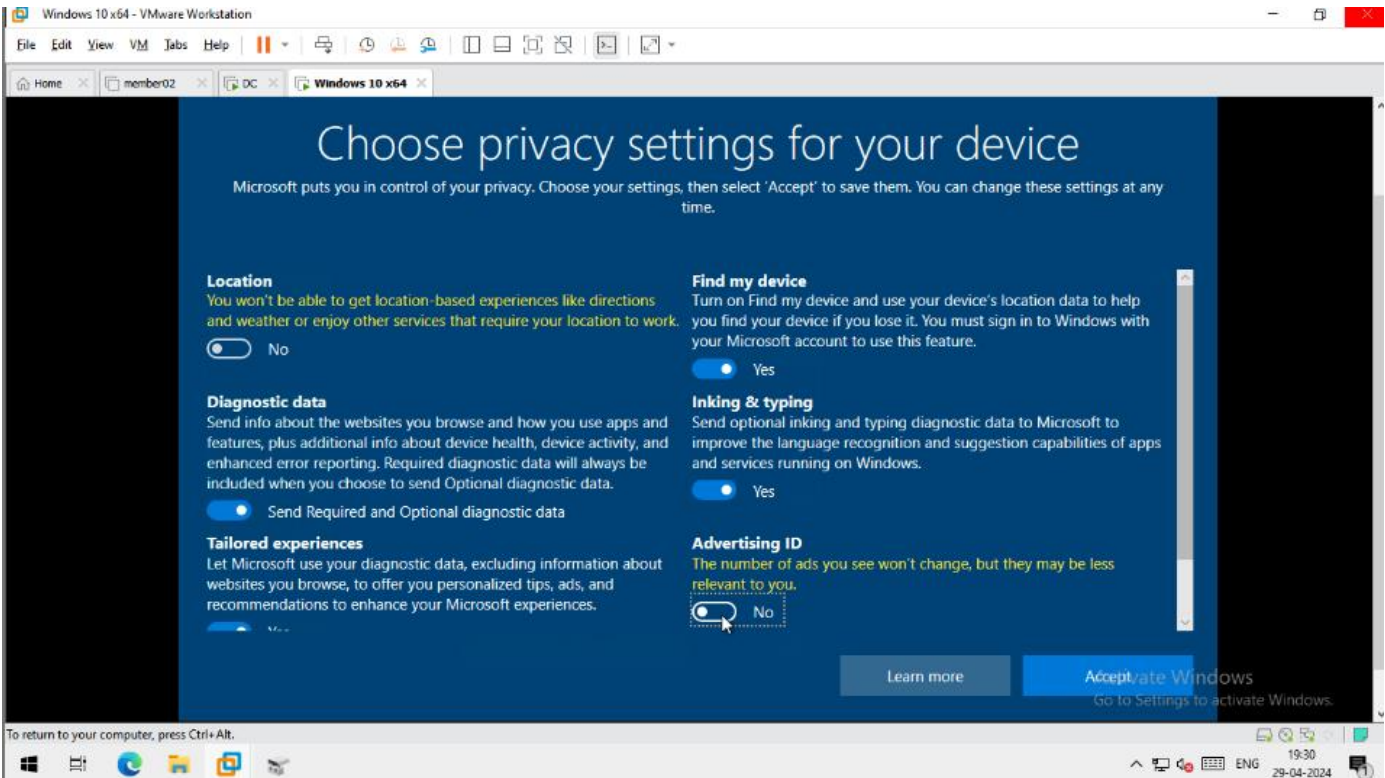 Windows 10 x64 - VMware Workstation
File Edit View VM Tabs Help
Home member02 DC Windows 10 x64
Choose privacy settings for your device
Microsoft puts you in control of your privacy. Choose your settings, then select 'Accept' to save them. You can change these settings at any
time.
Location
You won't be able to get location-based experiences like directions
and weather or enjoy other services that require your location to work.
No
Diagnostic data
Send info about the websites you browse and how you use apps and
features, plus additional info about device health, device activity, and
enhanced error reporting. Required diagnostic data will always be
included when you choose to send Optional diagnostic data.
Send Required and Optional diagnostic data
Tailored experiences
Let Microsoft use your diagnostic data, excluding information about
websites you browse, to offer you personalized tips, ads, and
recommendations to enhance your Microsoft experiences.
Find my device
Turn on Find my device and use your device's location data to help
you find your device if you lose it. You must sign in to Windows with
your Microsoft account to use this feature.
Yes
Inking & typing
Send optional inking and typing diagnostic data to Microsoft to
improve the language recognition and suggestion capabilities of apps
and services running on Windows.
Yes
Advertising ID
The number of ads you see won't change, but they may be less
relevant to you.
No
Learn more
Accept
Activate Windows
Go to Settings to activate Windows.
To return to your computer, press Ctrl+Alt.
ENG
19:30
29-04-2024